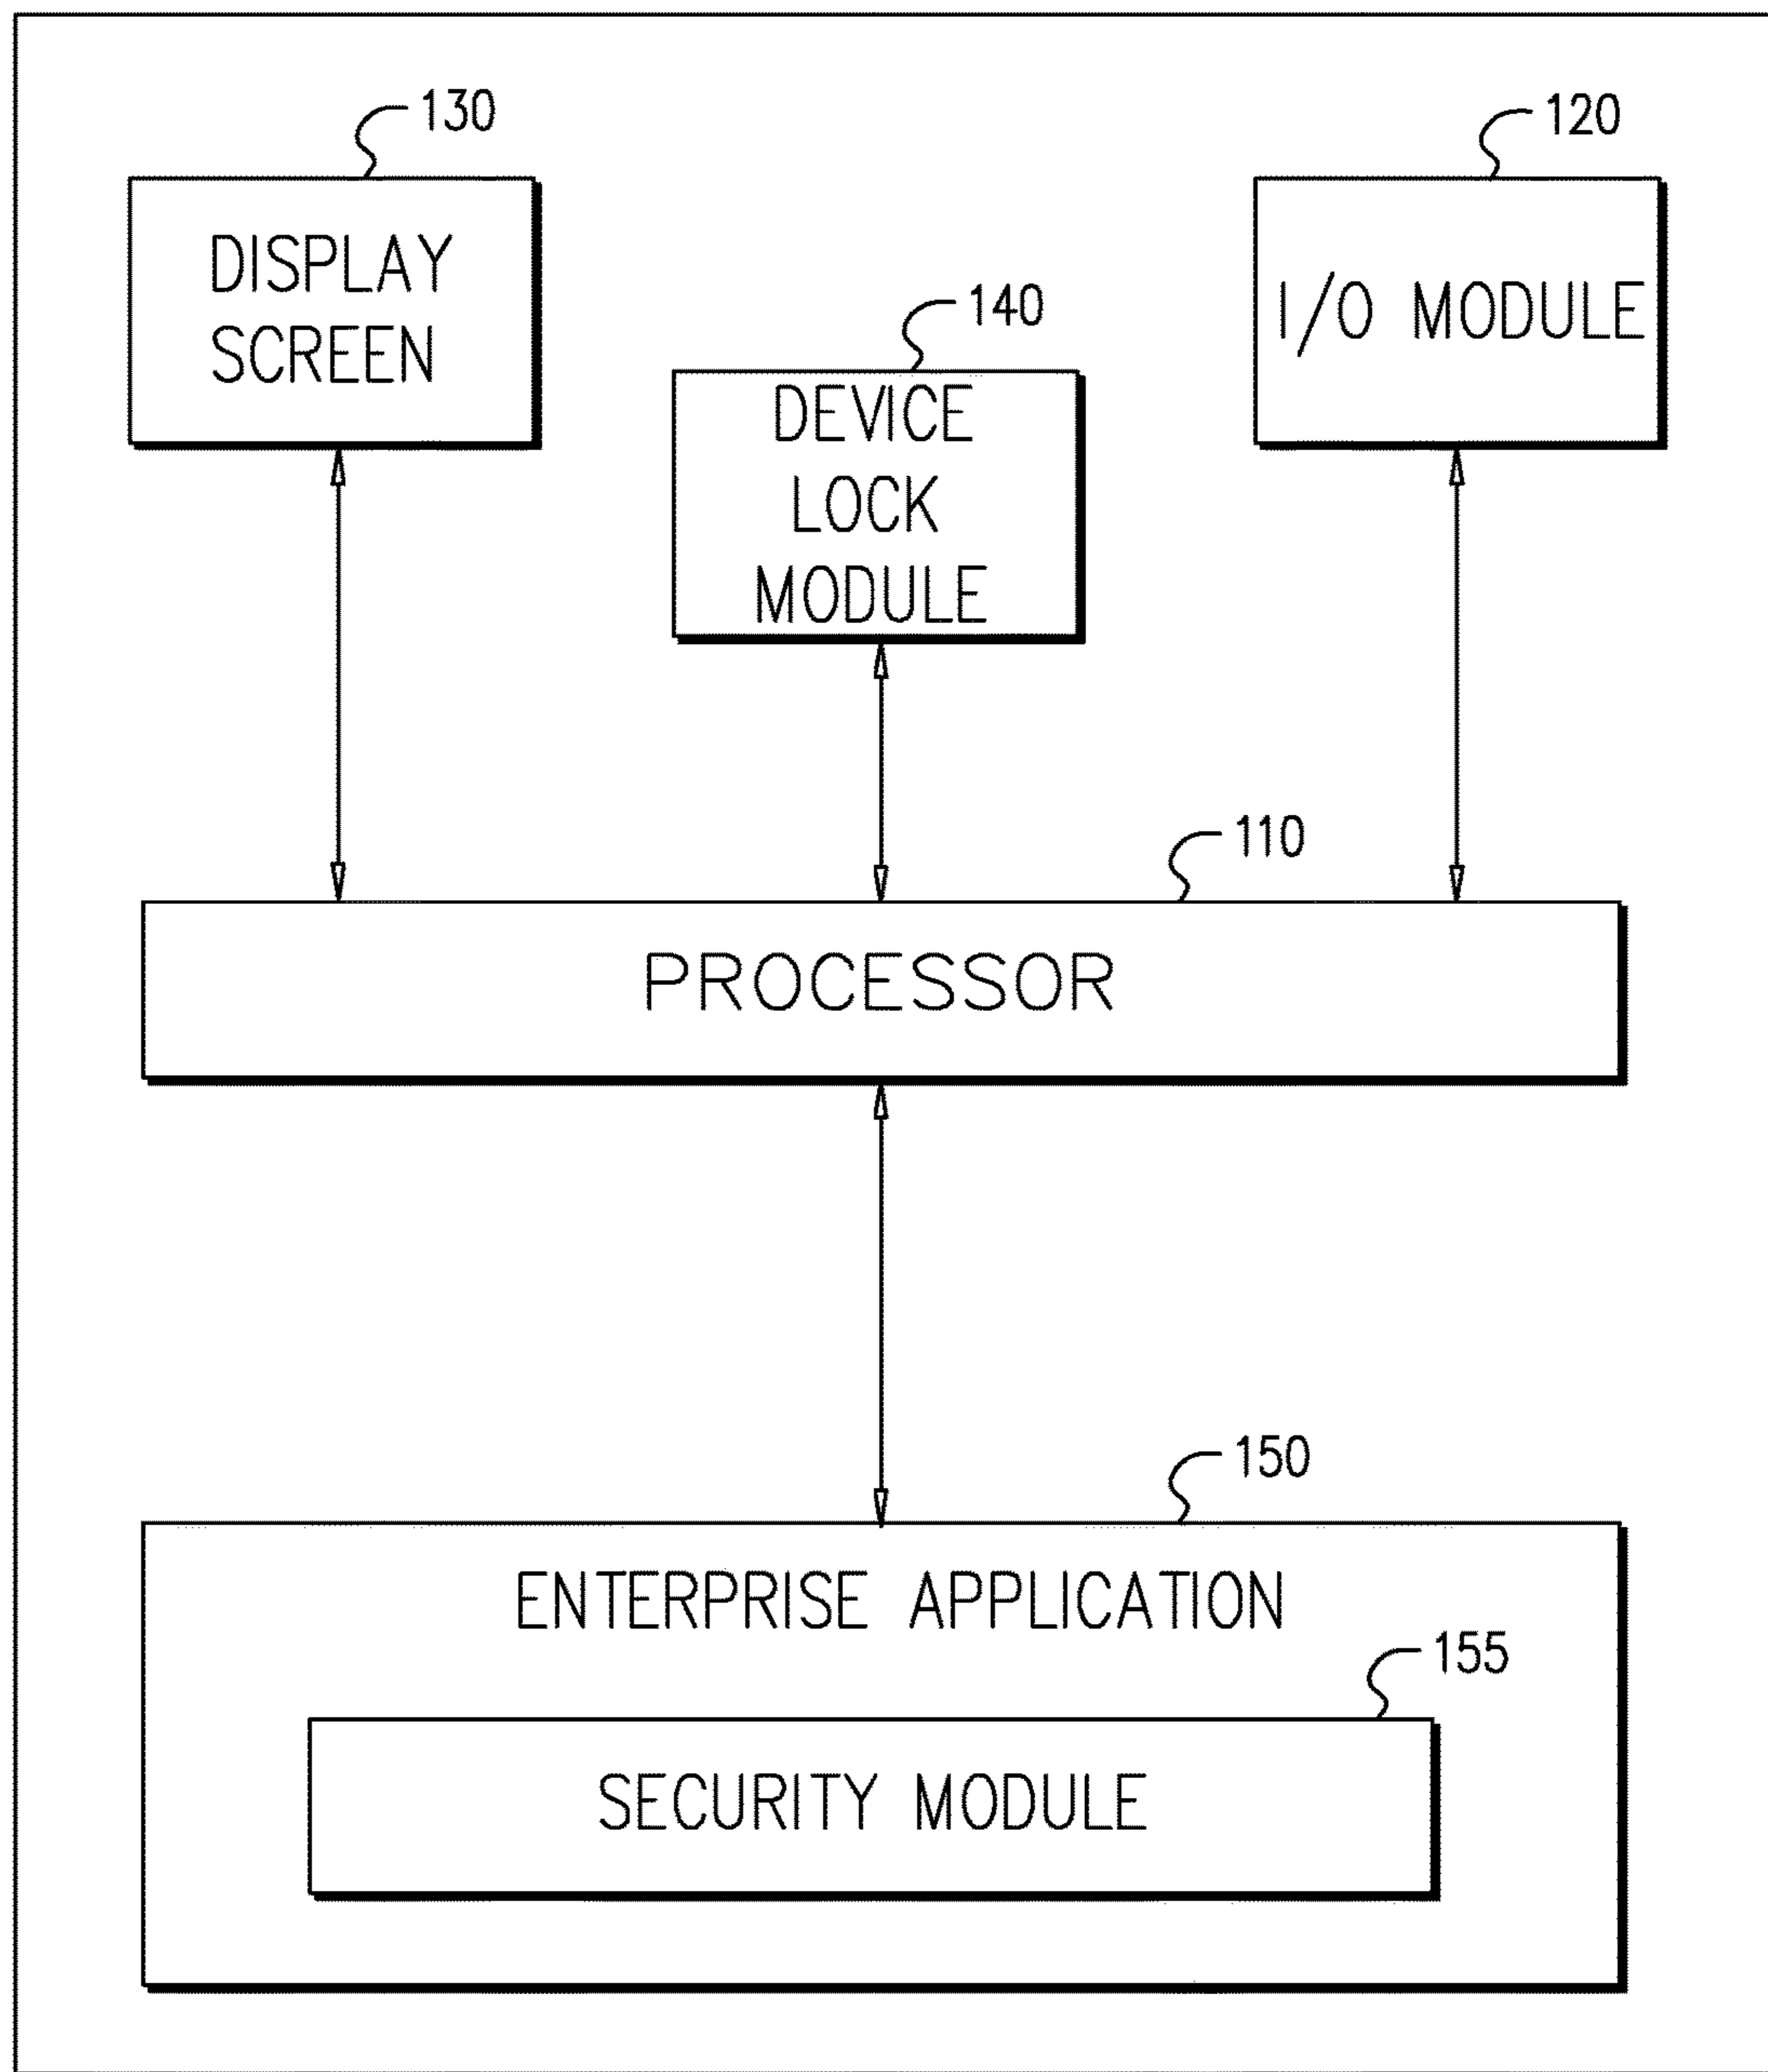 130
120
DISPLAY
SCREEN
I/O MODULE
140
DEVICE
LOCK
MODULE
110
PROCESSOR
150
ENTERPRISE APPLICATION
155
SECURITY MODULE